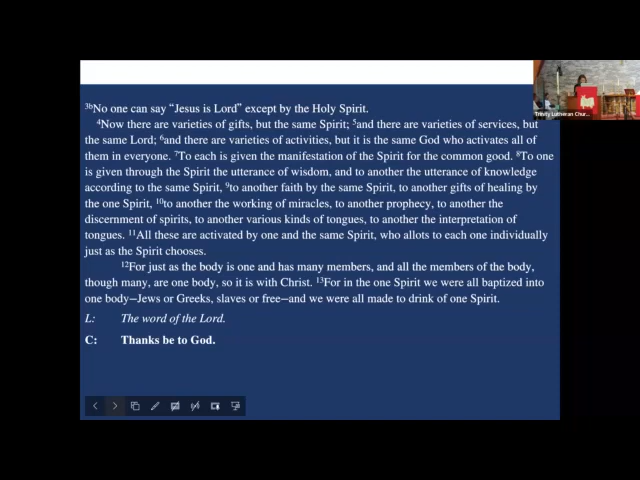 3bNo one can say “Jesus is Lord” except by the Holy Spirit.
4Now there are varieties of gifts, but the same Spirit; 5and there are varieties of services, but
the same Lord; 6and there are varieties of activities, but it is the same God who activates all of
them in everyone. 7To each is given the manifestation of the Spirit for the common good. 8To one
is given through the Spirit the utterance of wisdom, and to another the utterance of knowledge
according to the same Spirit, 9to another faith by the same Spirit, to another gifts of healing by
the one Spirit, 10to another the working of miracles, to another prophecy, to another the
discernment of spirits, to another various kinds of tongues, to another the interpretation of
tongues. 11All these are activated by one and the same Spirit, who allots to each one individually
just as the Spirit chooses.
12For just as the body is one and has many members, and all the members of the body,
though many, are one body, so it is with Christ. 13For in the one Spirit we were all baptized into
one body—Jews or Greeks, slaves or free—and we were all made to drink of one Spirit.
L: The word of the Lord.
C: Thanks be to God.
Trinity Lutheran Chur...